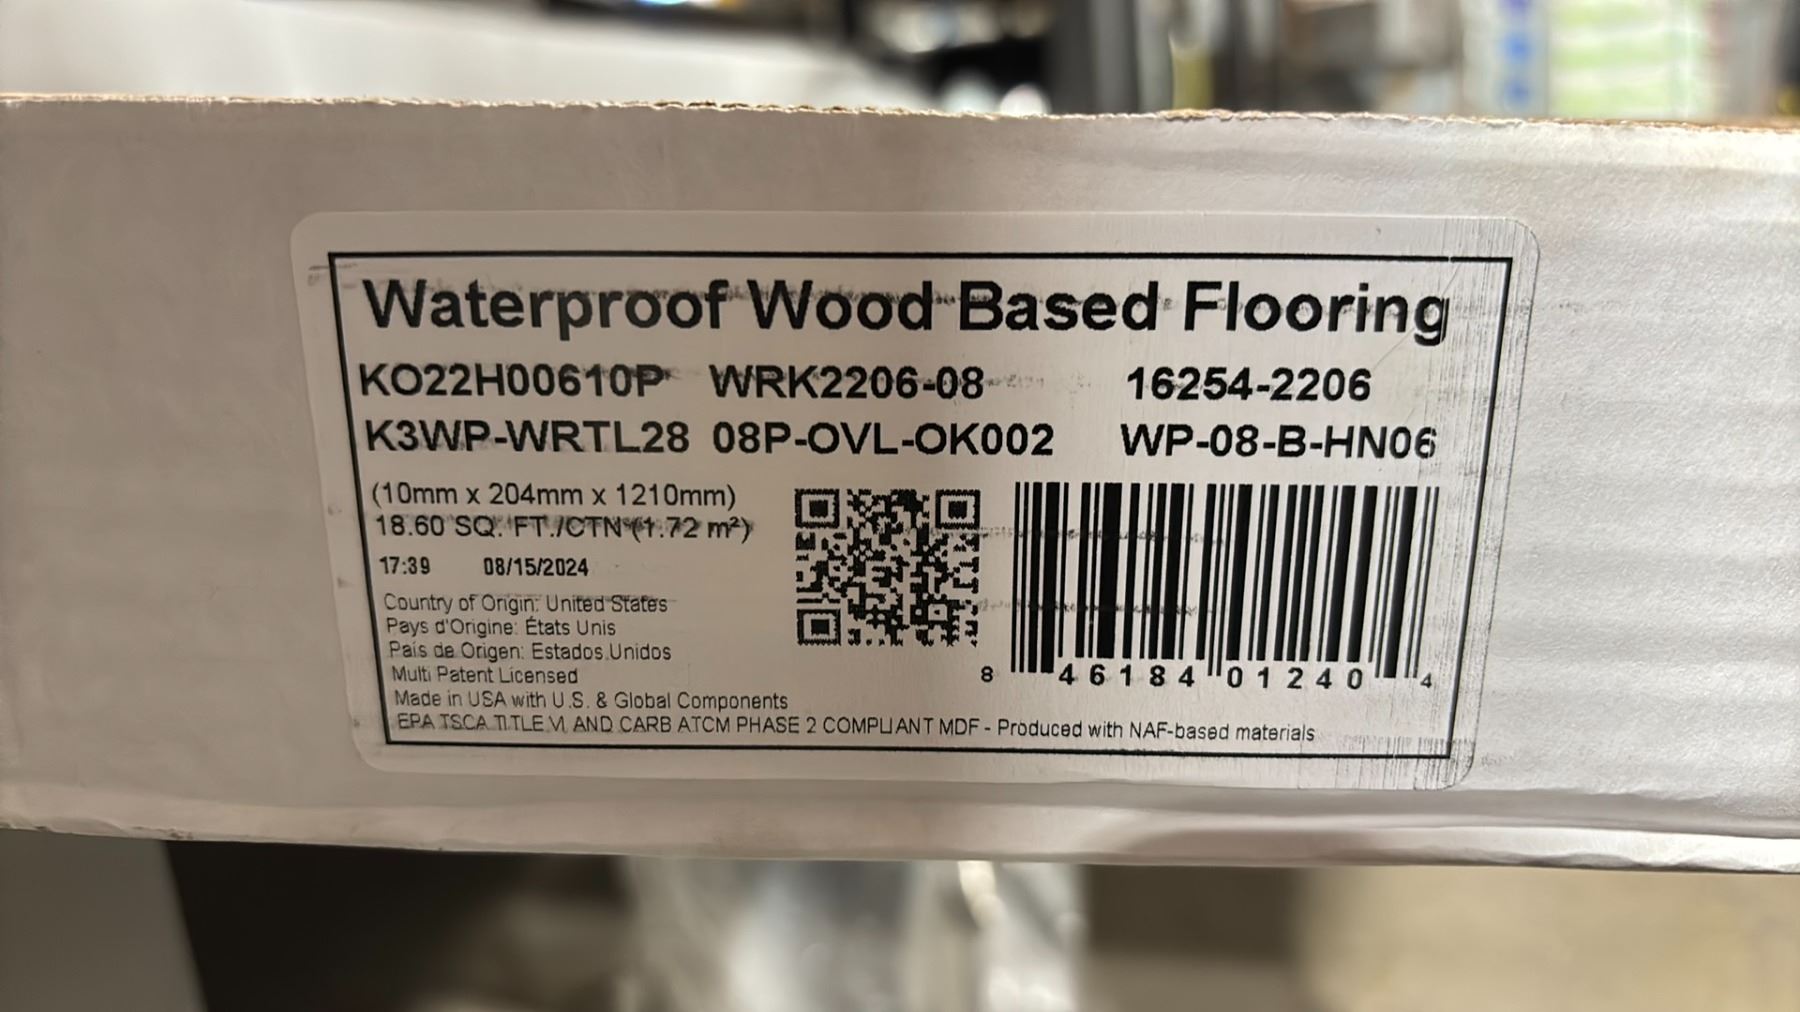 Waterproof Wood Based Flooring
KO22H00610P WRK2206-08 16254-2206
K3WP-WRTL28 08P-OVL-OK002 WP-08-B-HN06
(10mm x 204mm x 1210mm)
18.60 SQ. FT./CTN (1.72 m²)
17:39 08/15/2024
Country of Origin: United States
Pays d'Origine: États Unis
País de Origen: Estados Unidos
Multi Patent Licensed
Made in USA with U.S. & Global Components
EPA TSCA TITLE VI AND CARB ATCM PHASE 2 COMPLIANT MDF - Produced with NAF-based materials
8 46184 01240 4